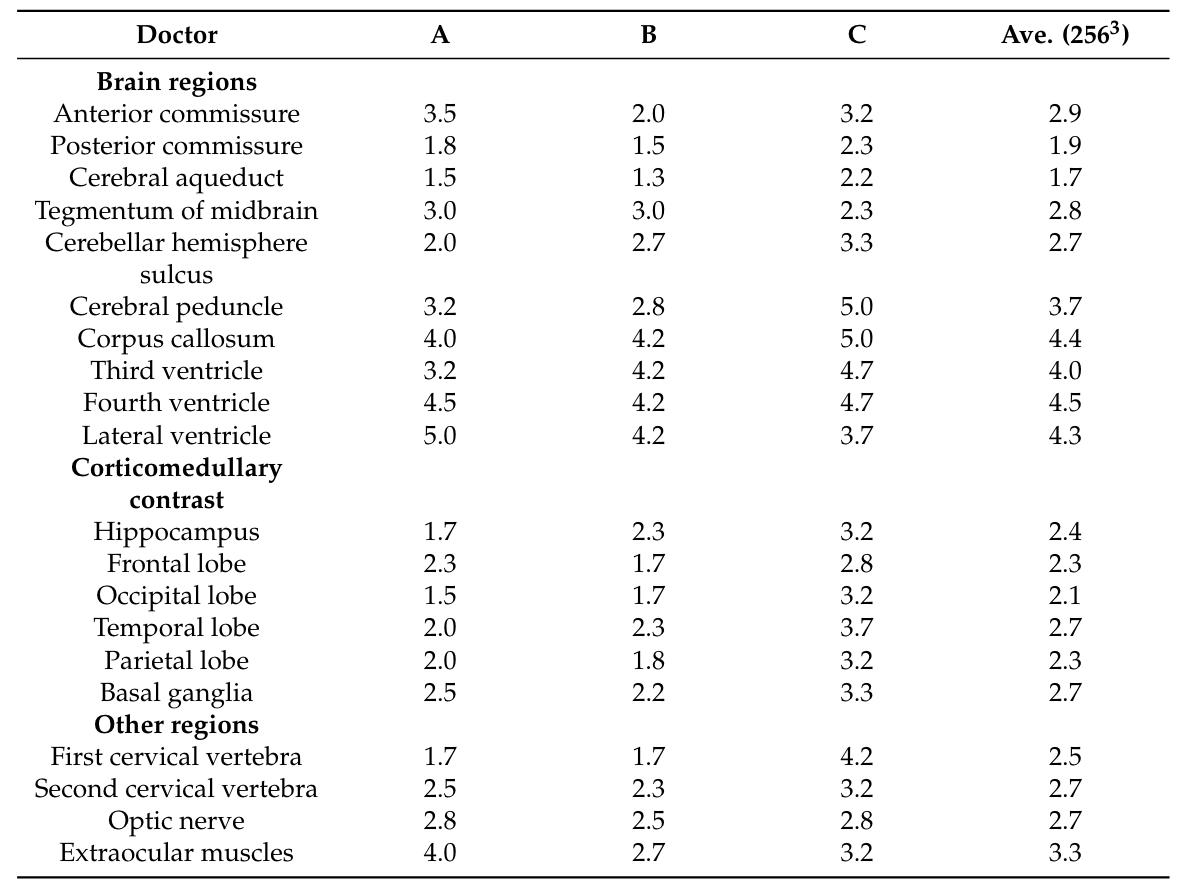 Doctor A B C Ave. (256³)
Brain regions
Anterior commissure 3.5 2.0 3.2 2.9
Posterior commissure 1.8 1.5 2.3 1.9
Cerebral aqueduct 1.5 1.3 2.2 1.7
Tegmentum of midbrain 3.0 3.0 2.3 2.8
Cerebellar hemisphere 2.0 2.7 3.3 2.7
sulcus
Cerebral peduncle 3.2 2.8 5.0 3.7
Corpus callosum 4.0 4.2 5.0 4.4
Third ventricle 3.2 4.2 4.7 4.0
Fourth ventricle 4.5 4.2 4.7 4.5
Lateral ventricle 5.0 4.2 3.7 4.3
Corticomedullary
contrast
Hippocampus 1.7 2.3 3.2 2.4
Frontal lobe 2.3 1.7 2.8 2.3
Occipital lobe 1.5 1.7 3.2 2.1
Temporal lobe 2.0 2.3 3.7 2.7
Parietal lobe 2.0 1.8 3.2 2.3
Basal ganglia 2.5 2.2 3.3 2.7
Other regions
First cervical vertebra 1.7 1.7 4.2 2.5
Second cervical vertebra 2.5 2.3 3.2 2.7
Optic nerve 2.8 2.5 2.8 2.7
Extraocular muscles 4.0 2.7 3.2 3.3